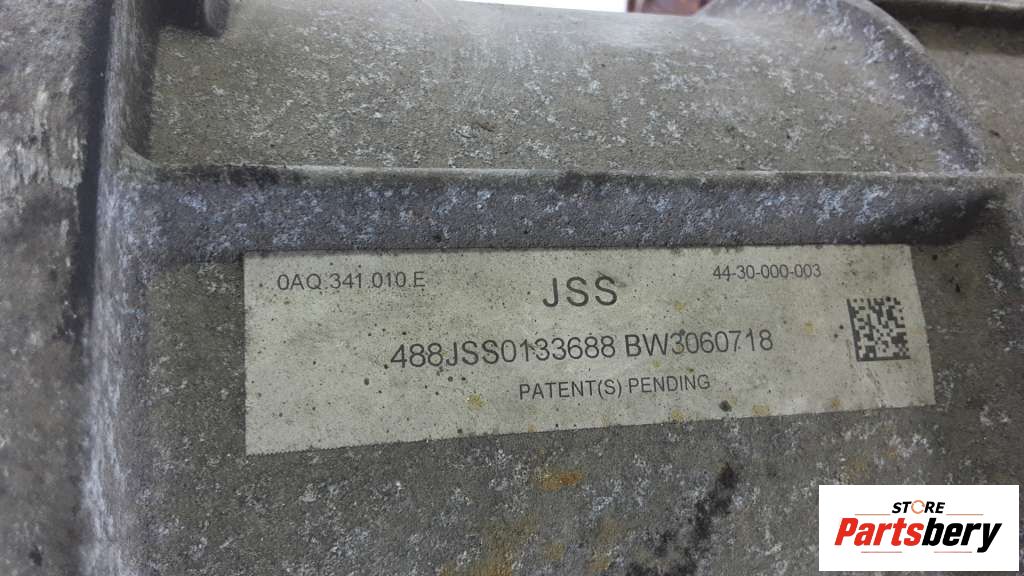 0AQ.341.010.E
JSS
44-30-000-003
488JSS0133688 BW3060718
PATENT(S) PENDING
STORE
Partsbery